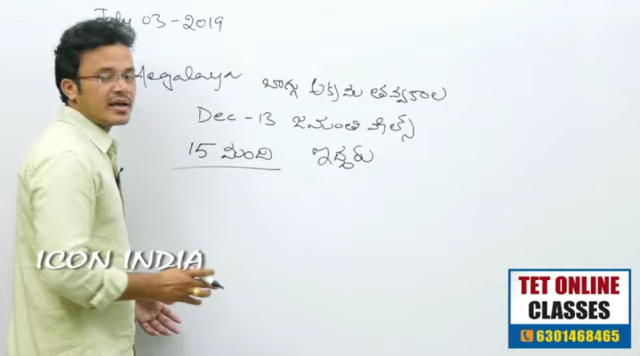 July 03-2019
Megalaya బొగ్గు అక్రమ తవ్వకాల
Dec-13 జమంతి హిల్స్
15 మంది ఇద్దరు
ICON INDIA
TET ONLINE
CLASSES
6301468465